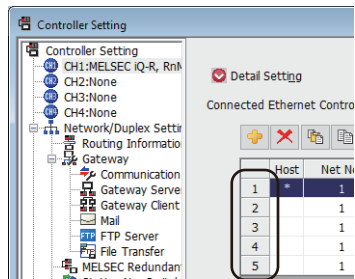 Controller Setting
Controller Setting
CH1:MELSEC iQ-R, RnM
CH2:None
CH3:None
CH4:None
Network/Duplex Settin
Routing Informatio
Gateway
Communication
Gateway Serve
Gateway Client
Mail
FTP Server
File Transfer
MELSEC Redundan
Detail Setting
Connected Ethernet Contro
Host Net No
1 * 1
2 1
3 1
4 1
5 1